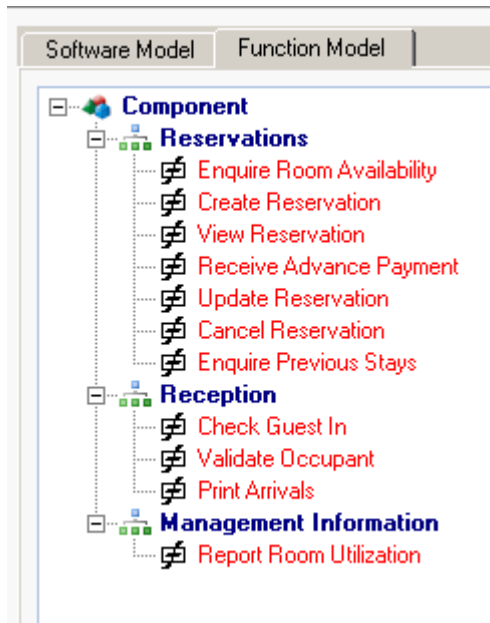 Software Model Function Model
Component
Reservations
Enquire Room Availability
Create Reservation
View Reservation
Receive Advance Payment
Update Reservation
Cancel Reservation
Enquire Previous Stays
Reception
Check Guest In
Validate Occupant
Print Arrivals
Management Information
Report Room Utilization